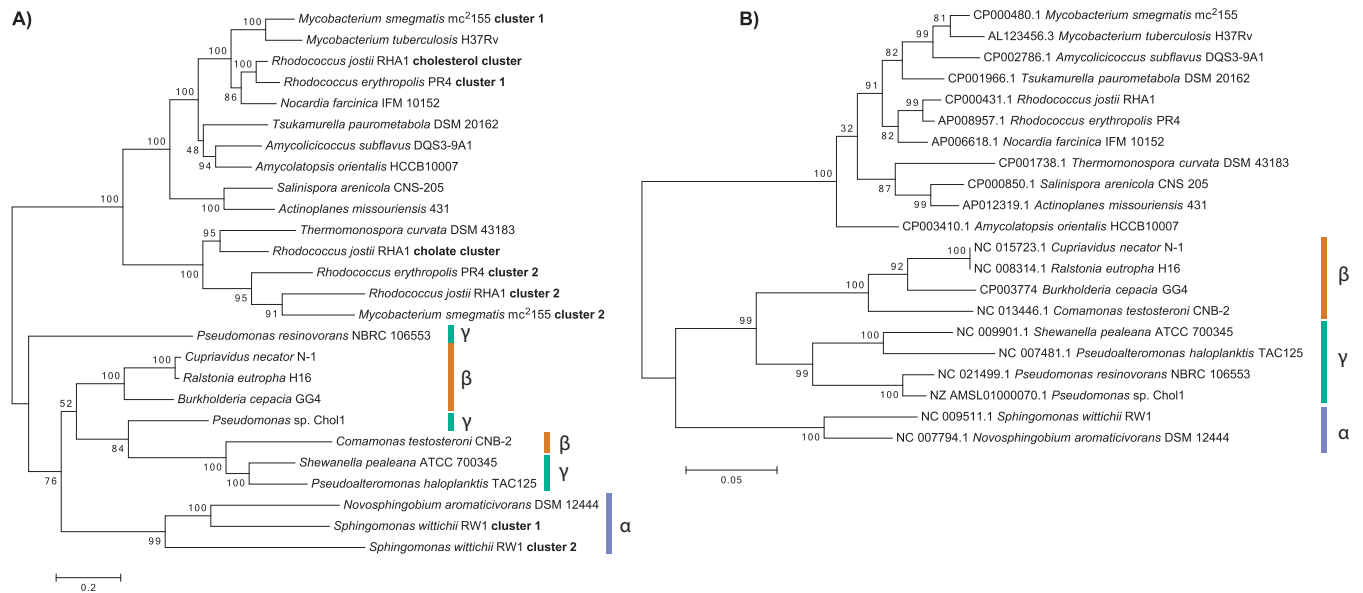 A)
100
Mycobacterium smegmatis mc²155 cluster 1
Mycobacterium tuberculosis H37Rv
100
100
Rhodococcus jostii RHA1 cholesterol cluster
Rhodococcus erythropolis PR4 cluster 1
86
Nocardia farcinica IFM 10152
100
Tsukamurella paurometabola DSM 20162
48
Amycolicicoccus subflavus DQS3-9A1
94
Amycolatopsis orientalis HCCB10007
100
Salinispora arenicola CNS-205
100
Actinoplanes missouriensis 431
100
95
Thermomonospora curvata DSM 43183
Rhodococcus jostii RHA1 cholate cluster
100
Rhodococcus erythropolis PR4 cluster 2
95
Rhodococcus jostii RHA1 cluster 2
91
Mycobacterium smegmatis mc²155 cluster 2
Pseudomonas resinovorans NBRC 106553
γ
100
Cupriavidus necator N-1
Ralstonia eutropha H16
100
β
Burkholderia cepacia GG4
52
Pseudomonas sp. Chol1
γ
84
Comamonas testosteroni CNB-2
β
100
Shewanella pealeana ATCC 700345
γ
100
Pseudoalteromonas haloplanktis TAC125
76
Novosphingobium aromaticivorans DSM 12444
100
Sphingomonas wittichii RW1 cluster 1
α
99
Sphingomonas wittichii RW1 cluster 2
0.2
B)
81
CP000480.1 Mycobacterium smegmatis mc²155
99
AL123456.3 Mycobacterium tuberculosis H37Rv
82
CP002786.1 Amycolicicoccus subflavus DQS3-9A1
CP001966.1 Tsukamurella paurometabola DSM 20162
91
99
CP000431.1 Rhodococcus jostii RHA1
AP008957.1 Rhodococcus erythropolis PR4
82
AP006618.1 Nocardia farcinica IFM 10152
32
CP001738.1 Thermomonospora curvata DSM 43183
87
CP000850.1 Salinispora arenicola CNS 205
99
AP012319.1 Actinoplanes missouriensis 431
100
CP003410.1 Amycolatopsis orientalis HCCB10007
100
NC 015723.1 Cupriavidus necator N-1
92
NC 008314.1 Ralstonia eutropha H16
β
CP003774 Burkholderia cepacia GG4
100
NC 013446.1 Comamonas testosteroni CNB-2
99
100
NC 009901.1 Shewanella pealeana ATCC 700345
NC 007481.1 Pseudoalteromonas haloplanktis TAC125
γ
99
NC 021499.1 Pseudomonas resinovorans NBRC 106553
100
NZ AMSL01000070.1 Pseudomonas sp. Chol1
NC 009511.1 Sphingomonas wittichii RW1
α
100
NC 007794.1 Novosphingobium aromaticivorans DSM 12444
0.05